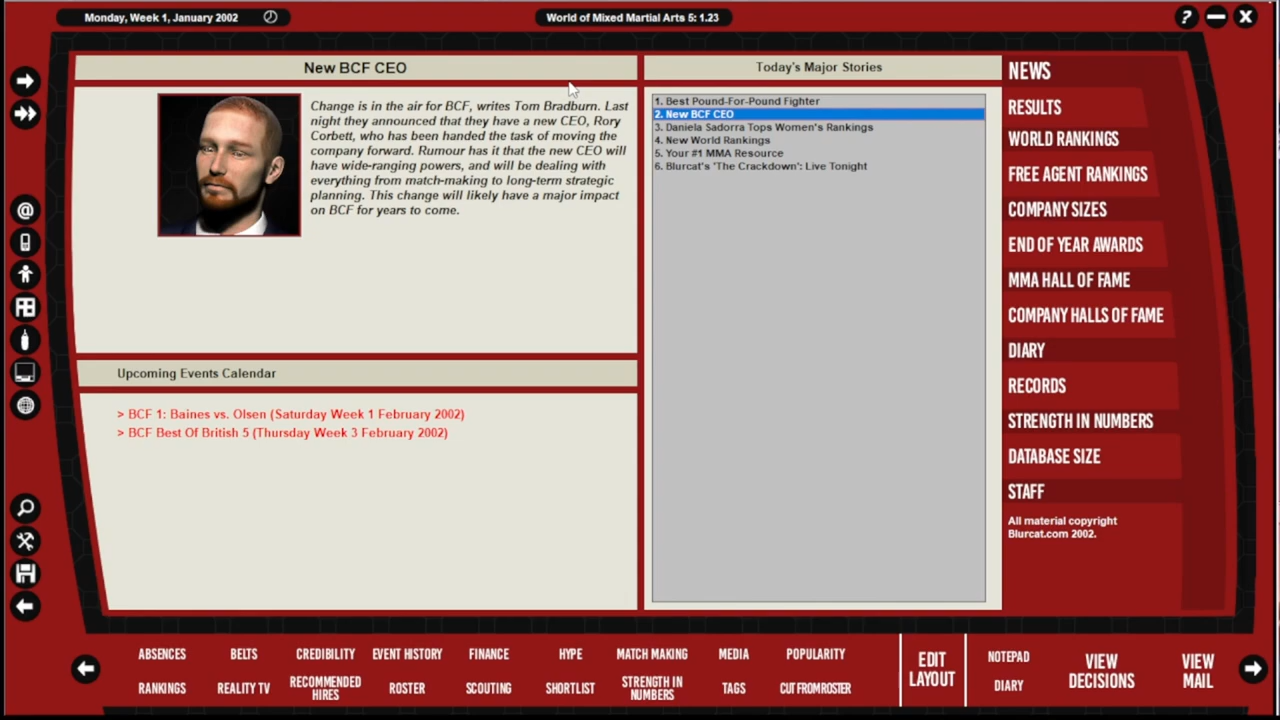 Monday, Week 1, January 2002
World of Mixed Martial Arts 5: 1.23
?
New BCF CEO
Change is in the air for BCF, writes Tom Bradburn. Last
night they announced that they have a new CEO, Rory
Corbett, who has been handed the task of moving the
company forward. Rumour has it that the new CEO will
have wide-ranging powers, and will be dealing with
everything from match-making to long-term strategic
planning. This change will likely have a major impact
on BCF for years to come.
Upcoming Events Calendar
> BCF 1: Baines vs. Olsen (Saturday Week 1 February 2002)
> BCF Best Of British 5 (Thursday Week 3 February 2002)
Today's Major Stories
1. Best Pound-For-Pound Fighter
2. New BCF CEO
3. Daniela Sadorra Tops Women's Rankings
4. New World Rankings
5. Your #1 MMA Resource
6. Blurcat's 'The Crackdown': Live Tonight
NEWS
RESULTS
WORLD RANKINGS
FREE AGENT RANKINGS
COMPANY SIZES
END OF YEAR AWARDS
MMA HALL OF FAME
COMPANY HALLS OF FAME
DIARY
RECORDS
STRENGTH IN NUMBERS
DATABASE SIZE
STAFF
All material copyright
Blurcat.com 2002.
@
ABSENCES
BELTS
CREDIBILITY
EVENT HISTORY
FINANCE
HYPE
MATCH MAKING
MEDIA
POPULARITY
RANKINGS
REALITY TV
RECOMMENDED
HIRES
ROSTER
SCOUTING
SHORTLIST
STRENGTH IN
NUMBERS
TAGS
CUT FROM ROSTER
EDIT
LAYOUT
NOTEPAD
DIARY
VIEW
DECISIONS
VIEW
MAIL